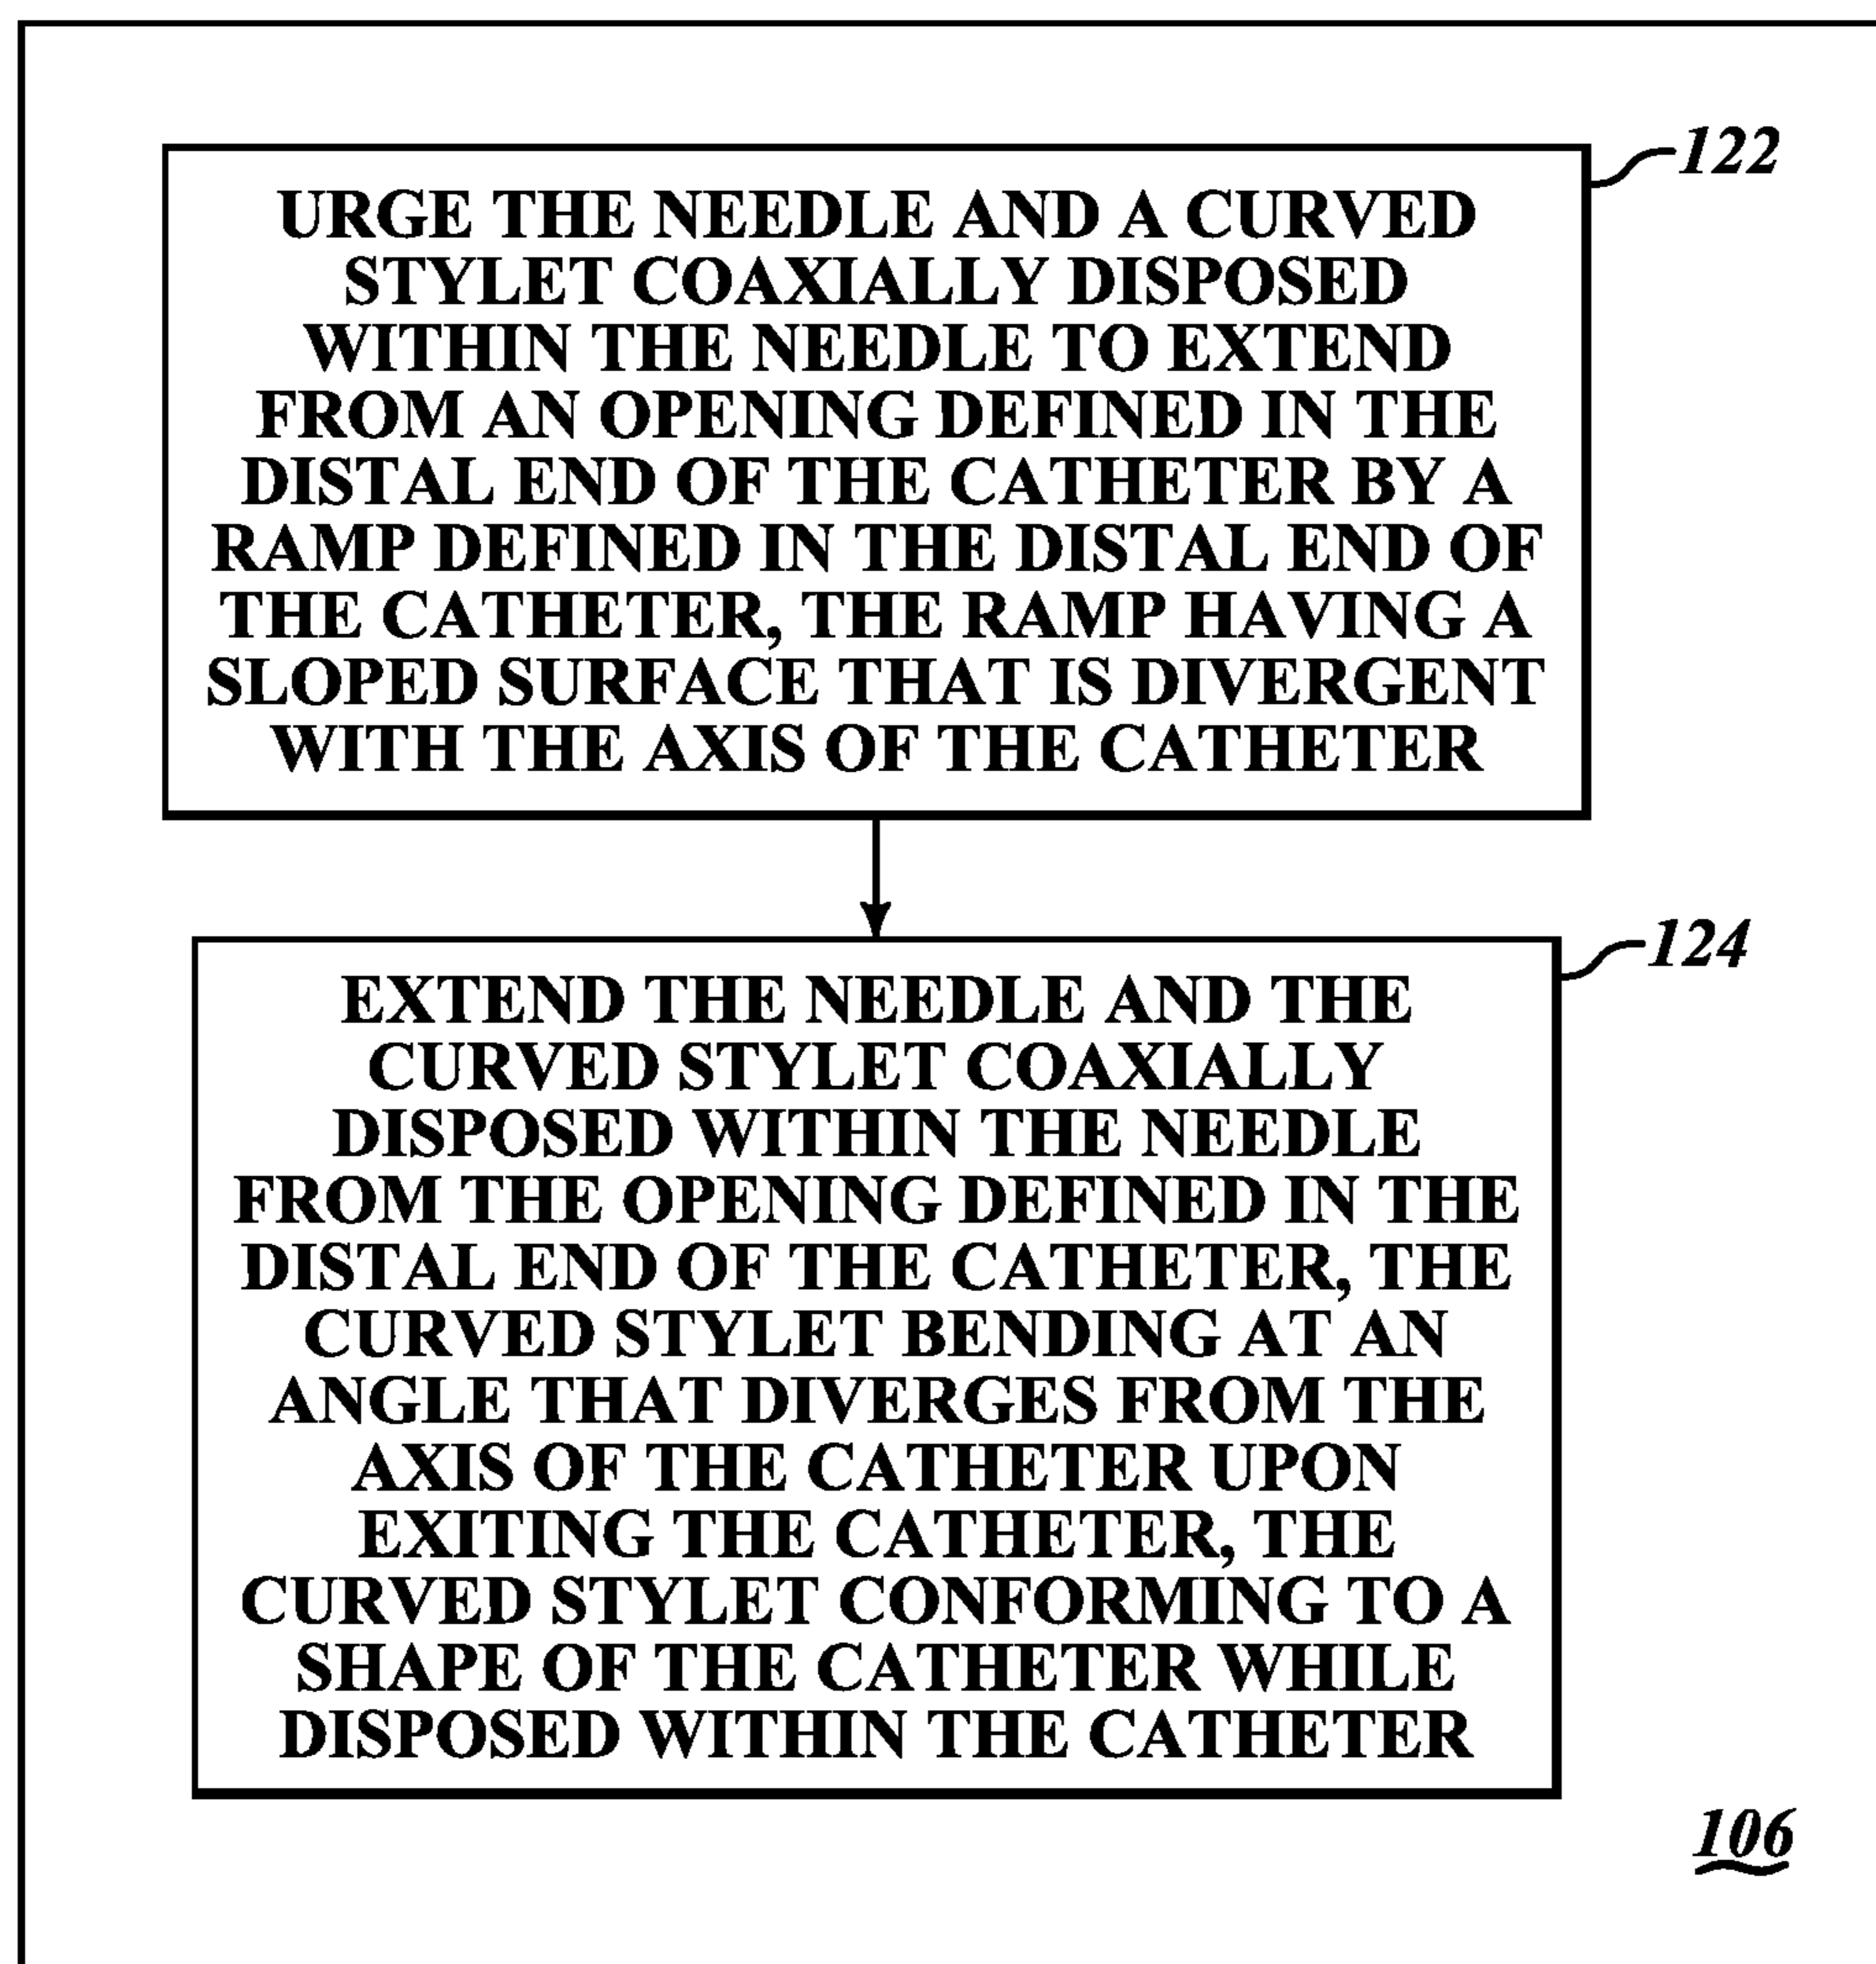 122
URGE THE NEEDLE AND A CURVED
STYLET COAXIALLY DISPOSED
WITHIN THE NEEDLE TO EXTEND
FROM AN OPENING DEFINED IN THE
DISTAL END OF THE CATHETER BY A
RAMP DEFINED IN THE DISTAL END OF
THE CATHETER, THE RAMP HAVING A
SLOPED SURFACE THAT IS DIVERGENT
WITH THE AXIS OF THE CATHETER
124
EXTEND THE NEEDLE AND THE
CURVED STYLET COAXIALLY
DISPOSED WITHIN THE NEEDLE
FROM THE OPENING DEFINED IN THE
DISTAL END OF THE CATHETER, THE
CURVED STYLET BENDING AT AN
ANGLE THAT DIVERGES FROM THE
AXIS OF THE CATHETER UPON
EXITING THE CATHETER, THE
CURVED STYLET CONFORMING TO A
SHAPE OF THE CATHETER WHILE
DISPOSED WITHIN THE CATHETER
106